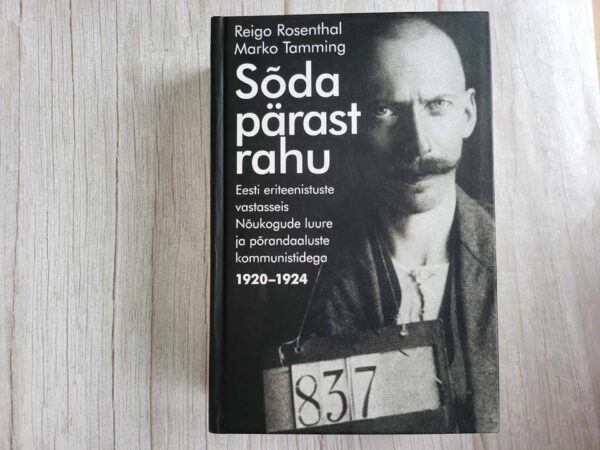 Reigo Rosenthal
Marko Tamming
Sõda
pärast
rahu
Eesti eriteenistuste
vastasseis
Nõukogude luure
ja põrandaaluste
kommunistidega
1920–1924
837